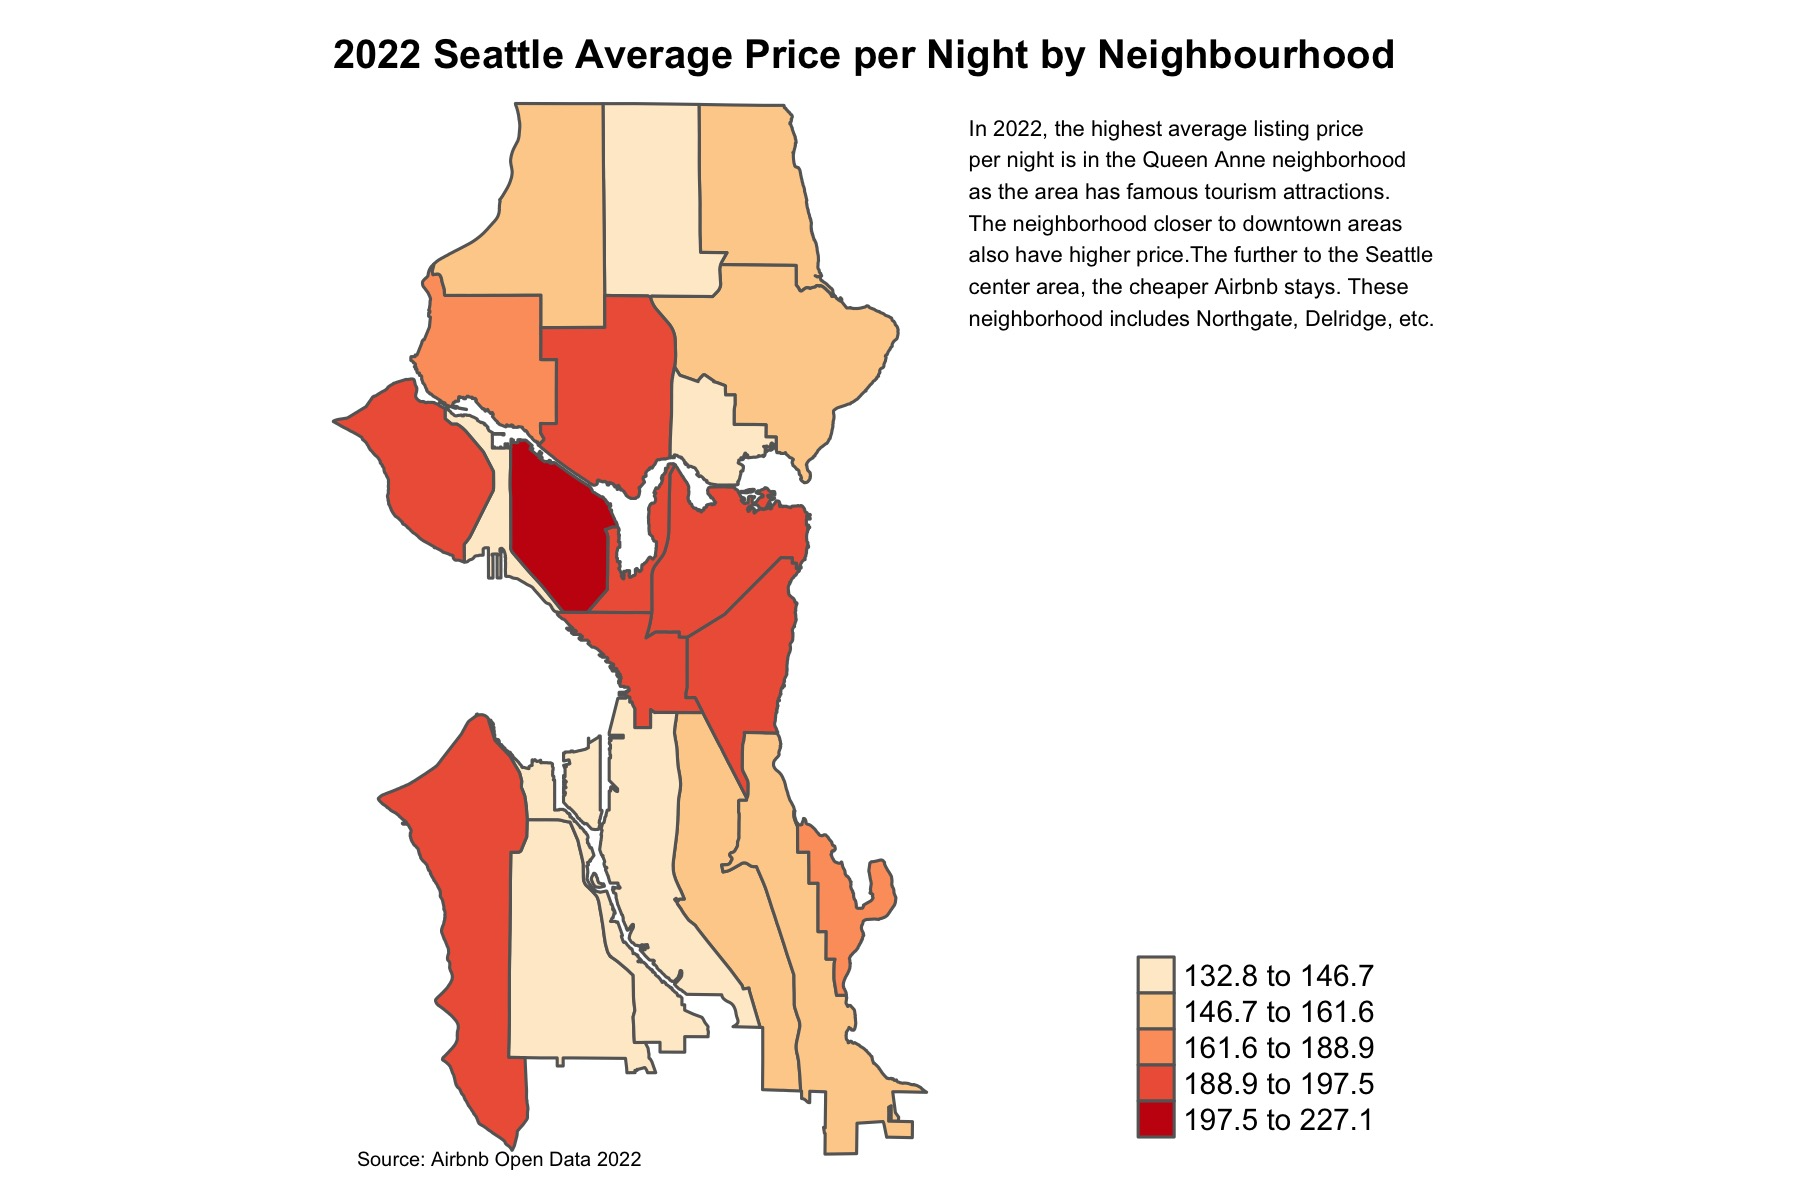 2022 Seattle Average Price per Night by Neighbourhood
In 2022, the highest average listing price
per night is in the Queen Anne neighborhood
as the area has famous tourism attractions.
The neighborhood closer to downtown areas
also have higher price.The further to the Seattle
center area, the cheaper Airbnb stays. These
neighborhood includes Northgate, Delridge, etc.
132.8 to 146.7
146.7 to 161.6
161.6 to 188.9
188.9 to 197.5
197.5 to 227.1
Source: Airbnb Open Data 2022